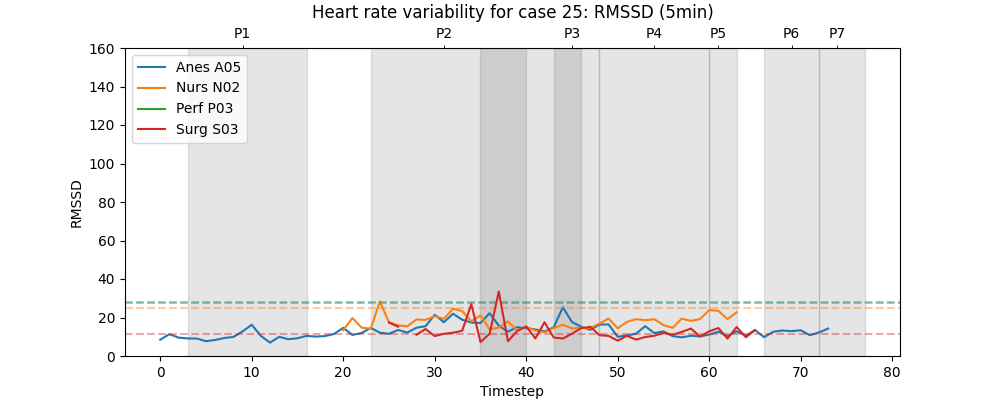 Heart rate variability for case 25: RMSSD (5min)
P1 P2 P3 P4 P5 P6 P7
160
140
120
100
80
60
40
20
0
RMSSD
Anes A05
Nurs N02
Perf P03
Surg S03
0 10 20 30 40 50 60 70 80
Timestep